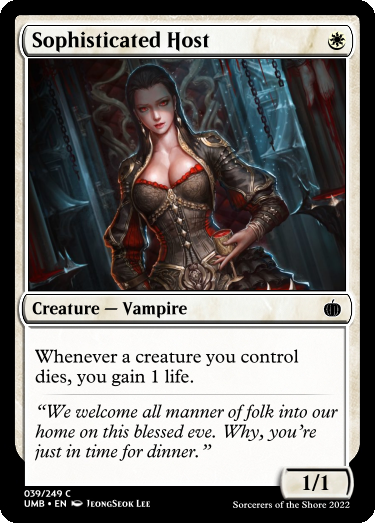 Sophisticated Host
Creature — Vampire
Whenever a creature you control
dies, you gain 1 life.
“We welcome all manner of folk into our
home on this blessed eve. Why, you’re
just in time for dinner.”
1/1
039/249 C
UMB • EN JeongSeok Lee
Sorcerers of the Shore 2022